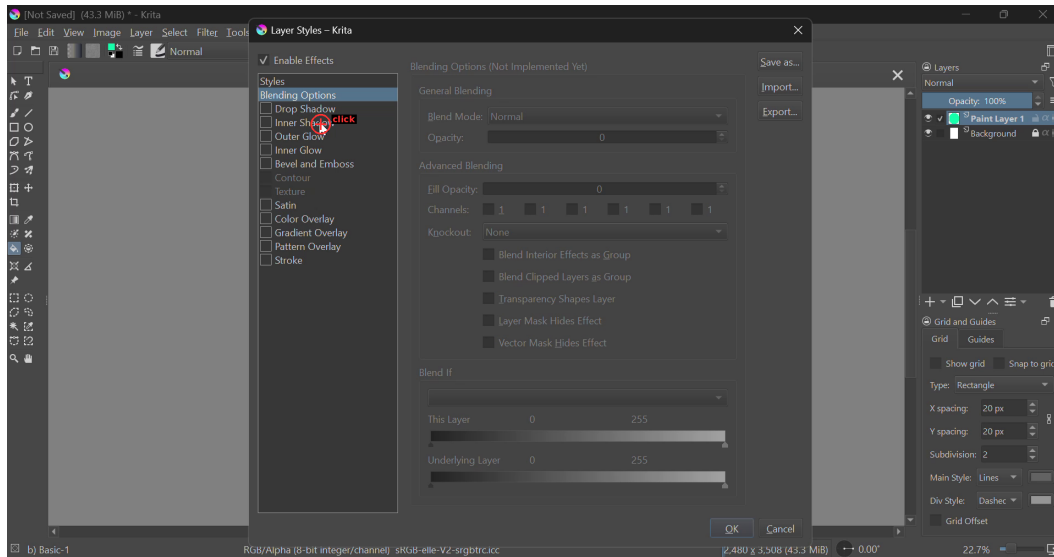 [Not Saved] (43.3 MiB) * - Krita
File Edit View Image Layer Select Filter Tools
Normal
Layer Styles – Krita
Enable Effects
Styles
Blending Options
Drop Shadow
Inner Shadow
click
Outer Glow
Inner Glow
Bevel and Emboss
Contour
Texture
Satin
Color Overlay
Gradient Overlay
Pattern Overlay
Stroke
Blending Options (Not Implemented Yet)
General Blending
Blend Mode: Normal
Opacity: 0
Advanced Blending
Fill Opacity: 0
Channels: 1 1 1 1 1 1
Knockout: None
Blend Interior Effects as Group
Blend Clipped Layers as Group
Transparency Shapes Layer
Layer Mask Hides Effect
Vector Mask Hides Effect
Blend If
This Layer 0 255
Underlying Layer 0 255
Save as...
Import...
Export...
OK Cancel
Layers
Normal
Opacity: 100%
Paint Layer 1
Background
Grid and Guides
Grid Guides
Show grid Snap to grid
Type: Rectangle
X spacing: 20 px
Y spacing: 20 px
Subdivision: 2
Main Style: Lines
Div Style: Dashec
Grid Offset
b) Basic-1
RGB/Alpha (8-bit integer/channel) sRGB-elle-V2-srgbtrc.icc
2,480 x 3,508 (43.3 MiB)
0.00°
22.7%